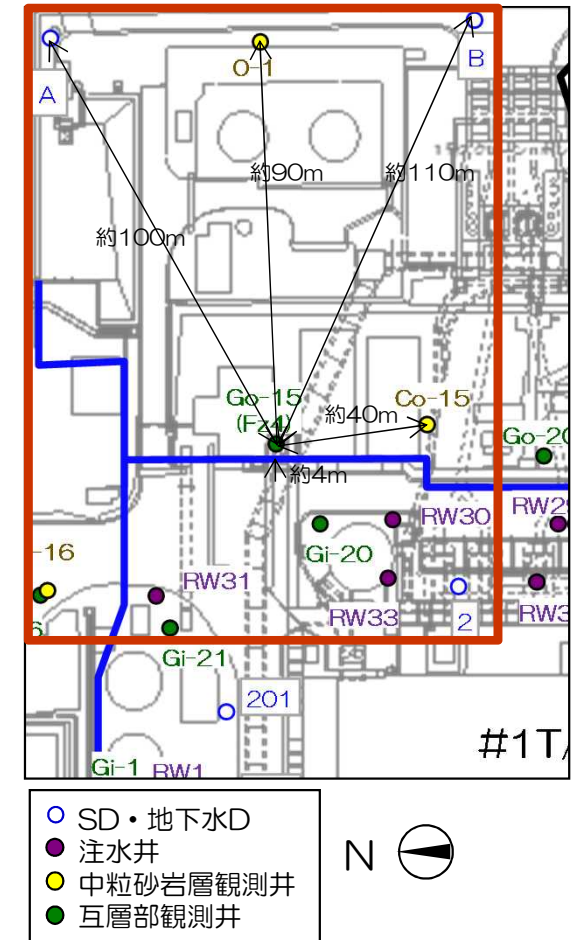 B
A
O-1
約90m
約110m
約100m
Go-15
(Fz4)
Co-15
約40m
Go-20
約4m
RW30
RW29
Gi-20
-16
RW31
RW33
2
RW3
6
Gi-21
201
#1T/
Gi-1
RW1
SD・地下水D
注水井
中粒砂岩層観測井
互層部観測井
N